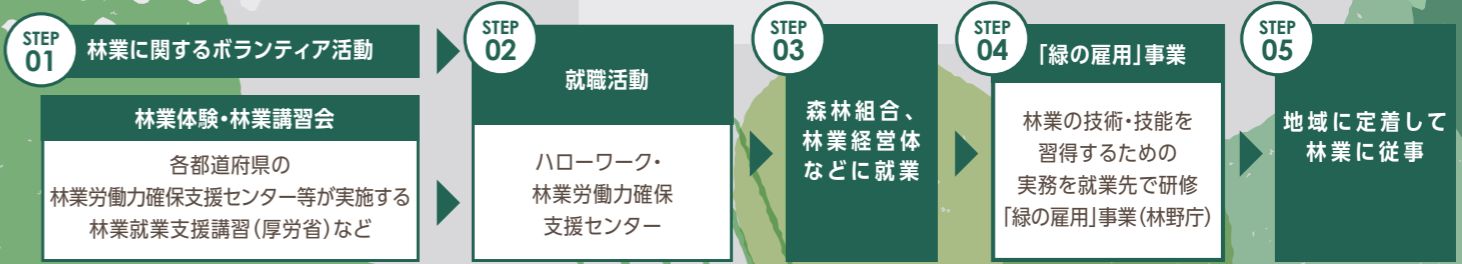 STEP
01
林業に関するボランティア活動
林業体験・林業講習会
各都道府県の
林業労働力確保支援センター等が実施する
林業就業支援講習(厚労省)など
STEP
02
就職活動
ハローワーク・
林業労働力確保
支援センター
STEP
03
森林組合、
林業経営体
などに就業
STEP
04
「緑の雇用」事業
林業の技術・技能を
習得するための
実務を就業先で研修
「緑の雇用」事業(林野庁)
STEP
05
地域に定着して
林業に従事